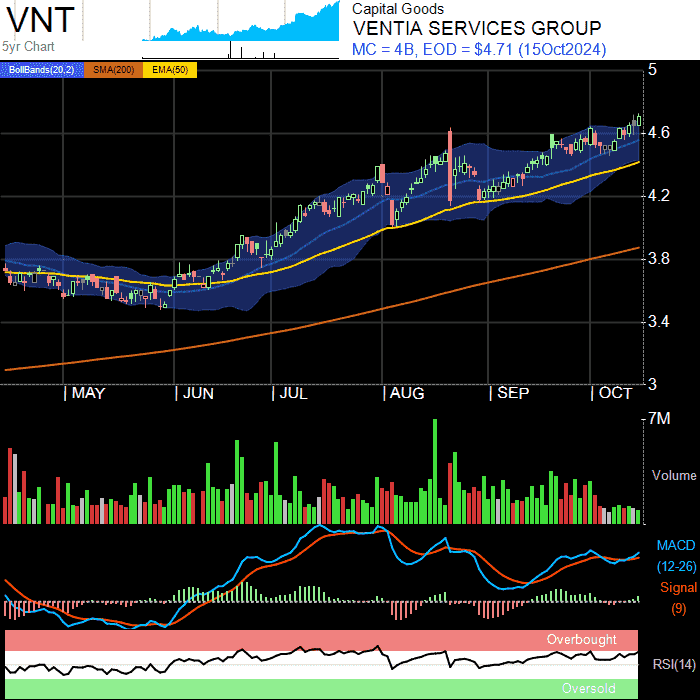 VNT
5yr Chart
Capital Goods
VENTIA SERVICES GROUP
MC = 4B, EOD = $4.71 (15Oct2024)
BollBands(20,2) SMA(200) EMA(50)
5
4.6
4.2
3.8
3.4
3
MAY JUN JUL AUG SEP OCT
7M
Volume
MACD
(12-26)
Signal
(9)
Overbought
RSI(14)
Oversold